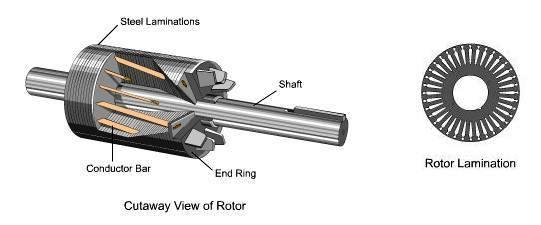 Steel Laminations
Shaft
Conductor Bar
End Ring
Rotor Lamination
Cutaway View of Rotor